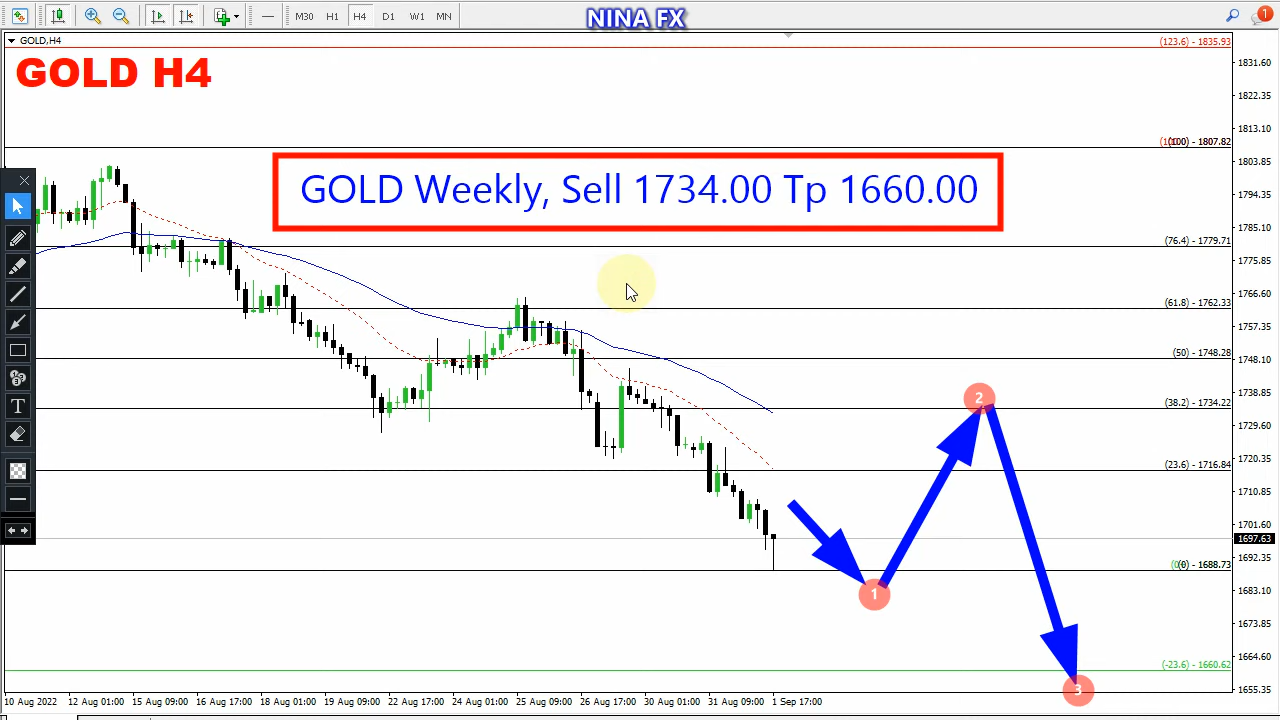 M30 H1 H4 D1 W1 MN
NINA FX
1
GOLD,H4
GOLD H4
GOLD Weekly, Sell 1734.00 Tp 1660.00
(123.6) - 1835.93
(100) - 1807.82
(76.4) - 1779.71
(61.8) - 1762.33
(50) - 1748.28
(38.2) - 1734.22
(23.6) - 1716.84
(0) - 1688.73
(-23.6) - 1660.62
1831.60
1822.35
1813.10
1803.85
1794.35
1785.10
1775.85
1766.60
1757.35
1748.10
1738.85
1729.60
1720.35
1710.85
1701.60
1697.63
1692.35
1683.10
1673.85
1664.60
1655.35
T
2
1
3
10 Aug 2022 12 Aug 01:00 15 Aug 09:00 16 Aug 17:00 18 Aug 01:00 19 Aug 09:00 22 Aug 17:00 24 Aug 01:00 25 Aug 09:00 26 Aug 17:00 30 Aug 01:00 31 Aug 09:00 1 Sep 17:00